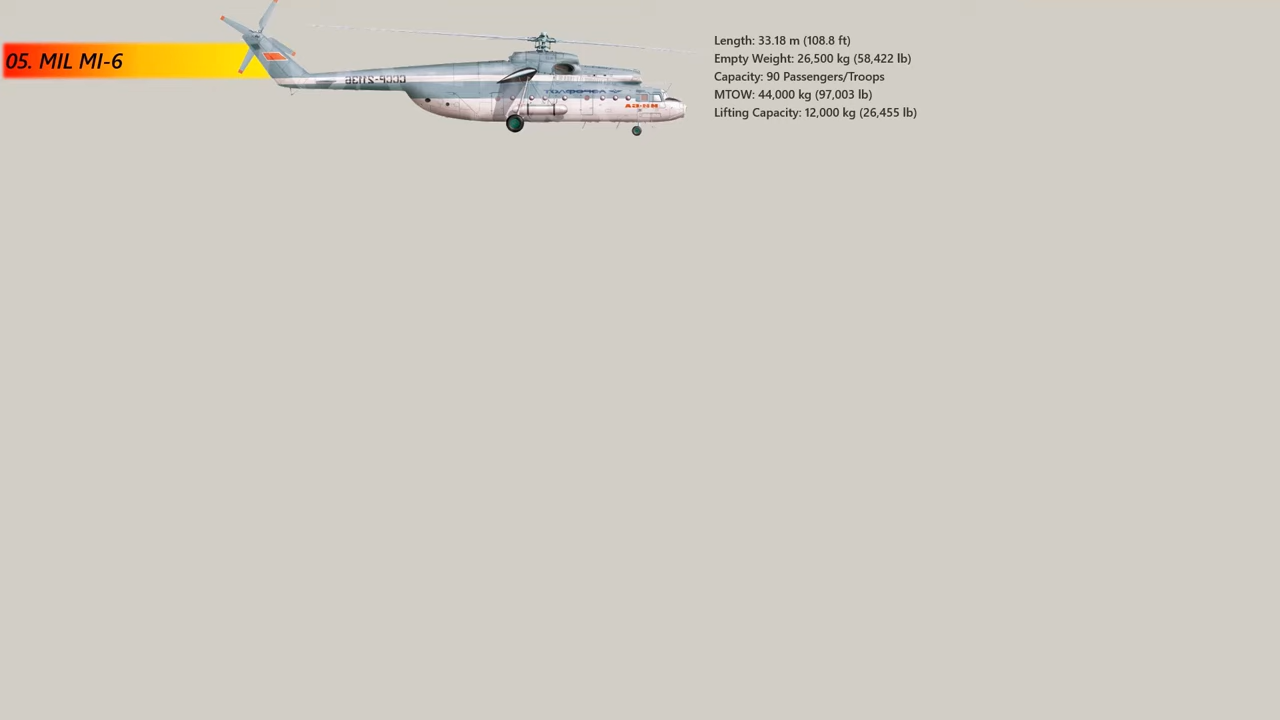 05. MIL MI-6
Length: 33.18 m (108.8 ft)
Empty Weight: 26,500 kg (58,422 lb)
Capacity: 90 Passengers/Troops
MTOW: 44,000 kg (97,003 lb)
Lifting Capacity: 12,000 kg (26,455 lb)